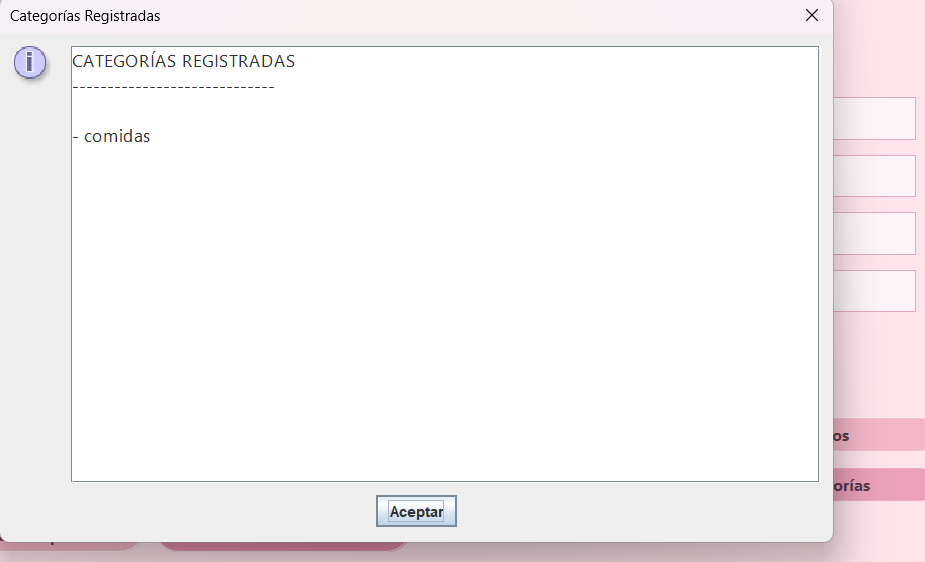 Categorías Registradas
CATEGORÍAS REGISTRADAS
-----------------------------
- comidas
os
orías
Aceptar